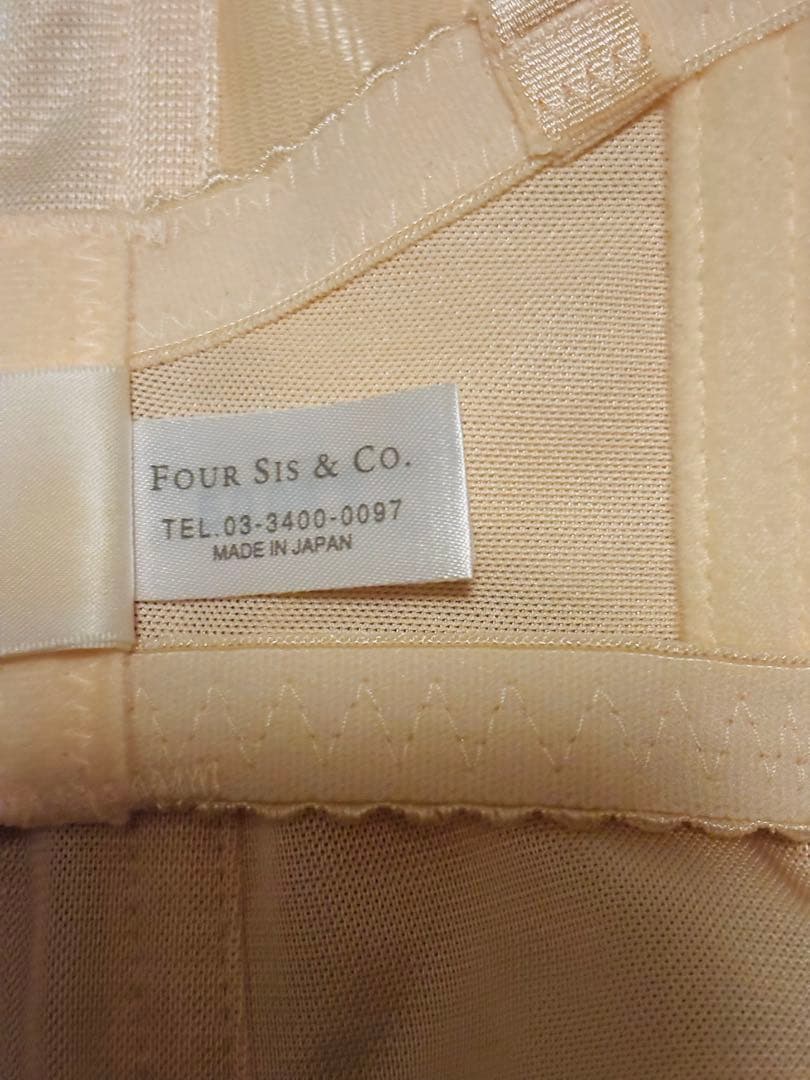 FOUR SIS & CO.
TEL.03-3400-0097
MADE IN JAPAN